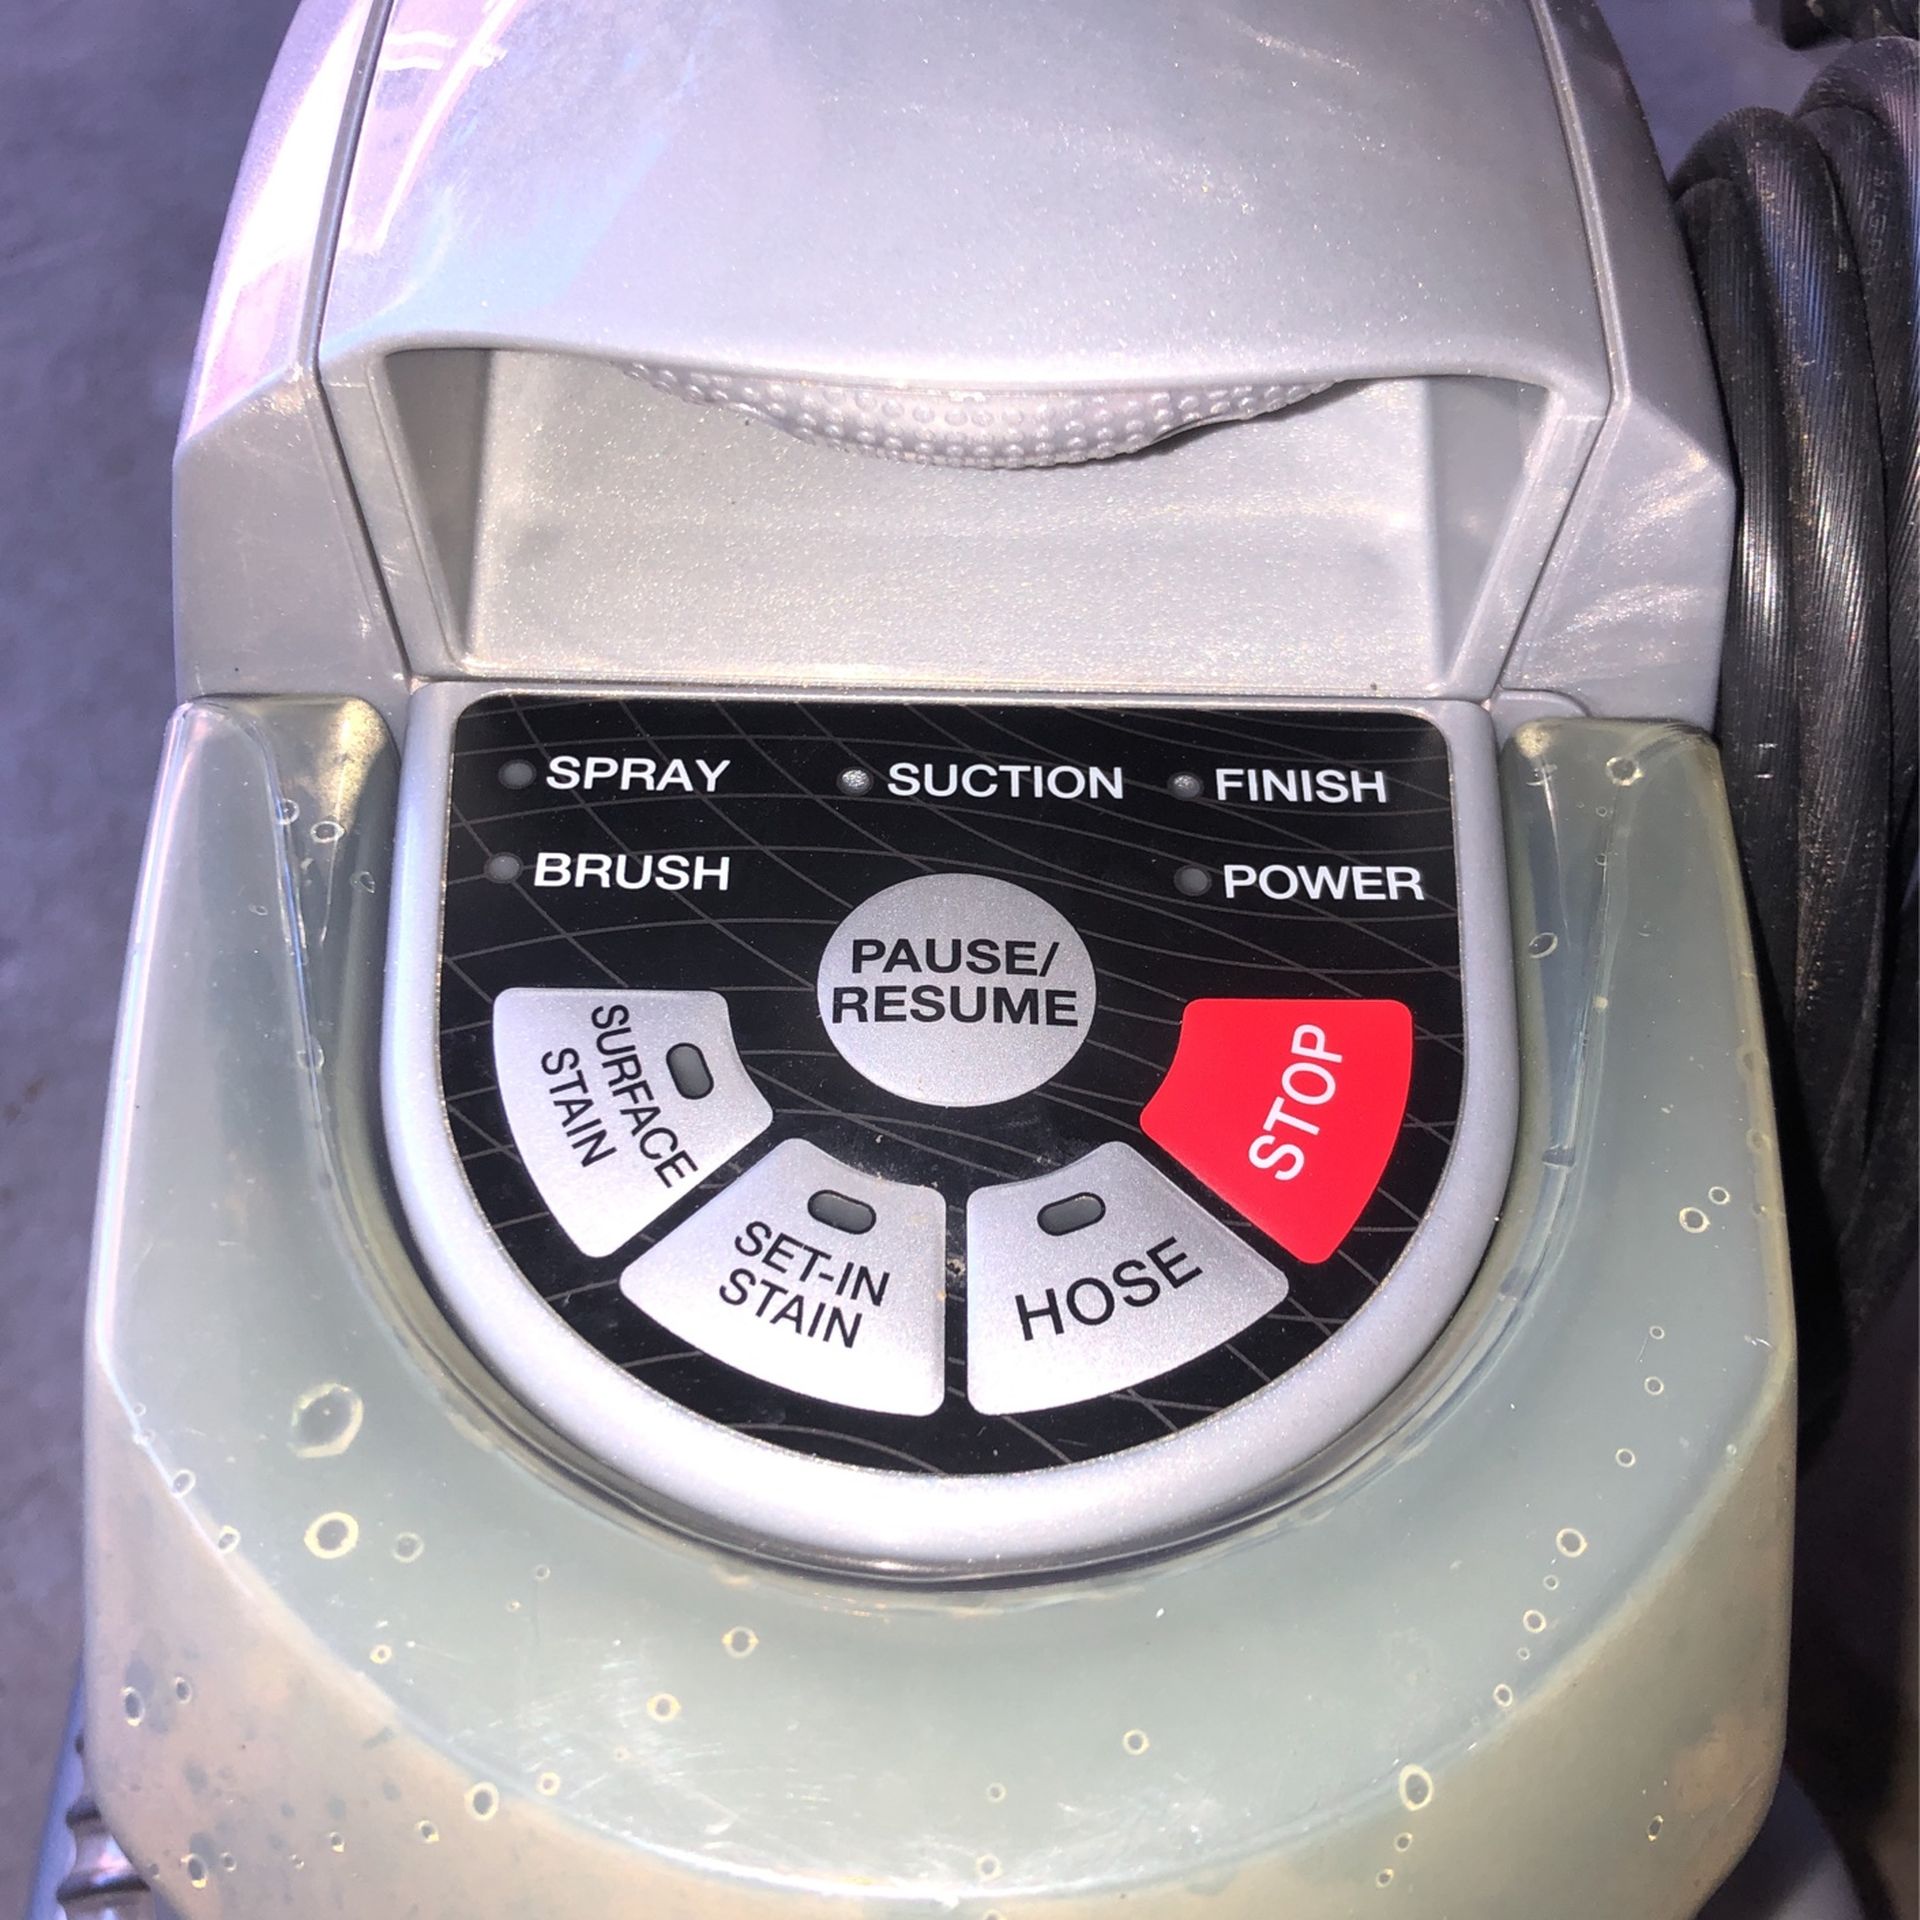 SPRAY SUCTION FINISH
BRUSH POWER
PAUSE/
RESUME
SURFACE
STAIN
SET-IN
STAIN
HOSE
STOP